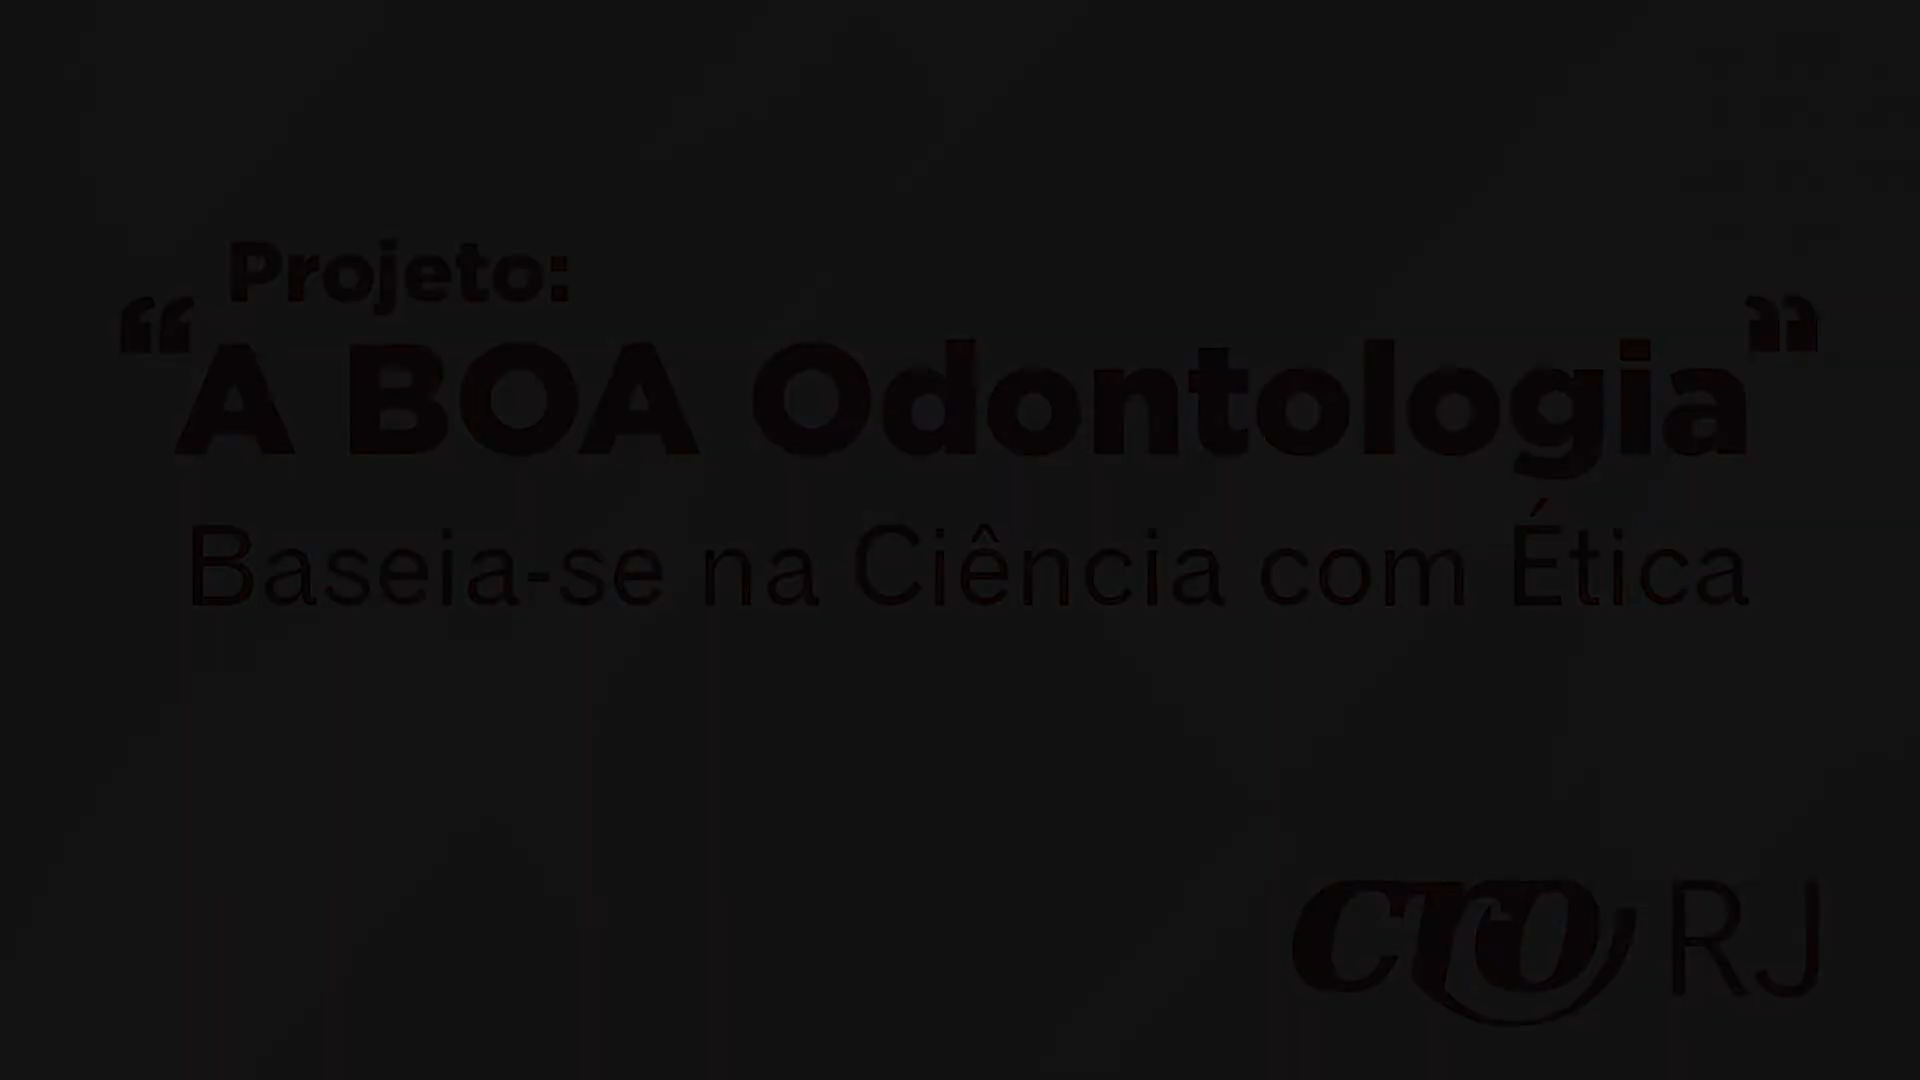 Projeto:
“A BOA Odontologia”
Baseia-se na Ciência com Ética
cro RJ